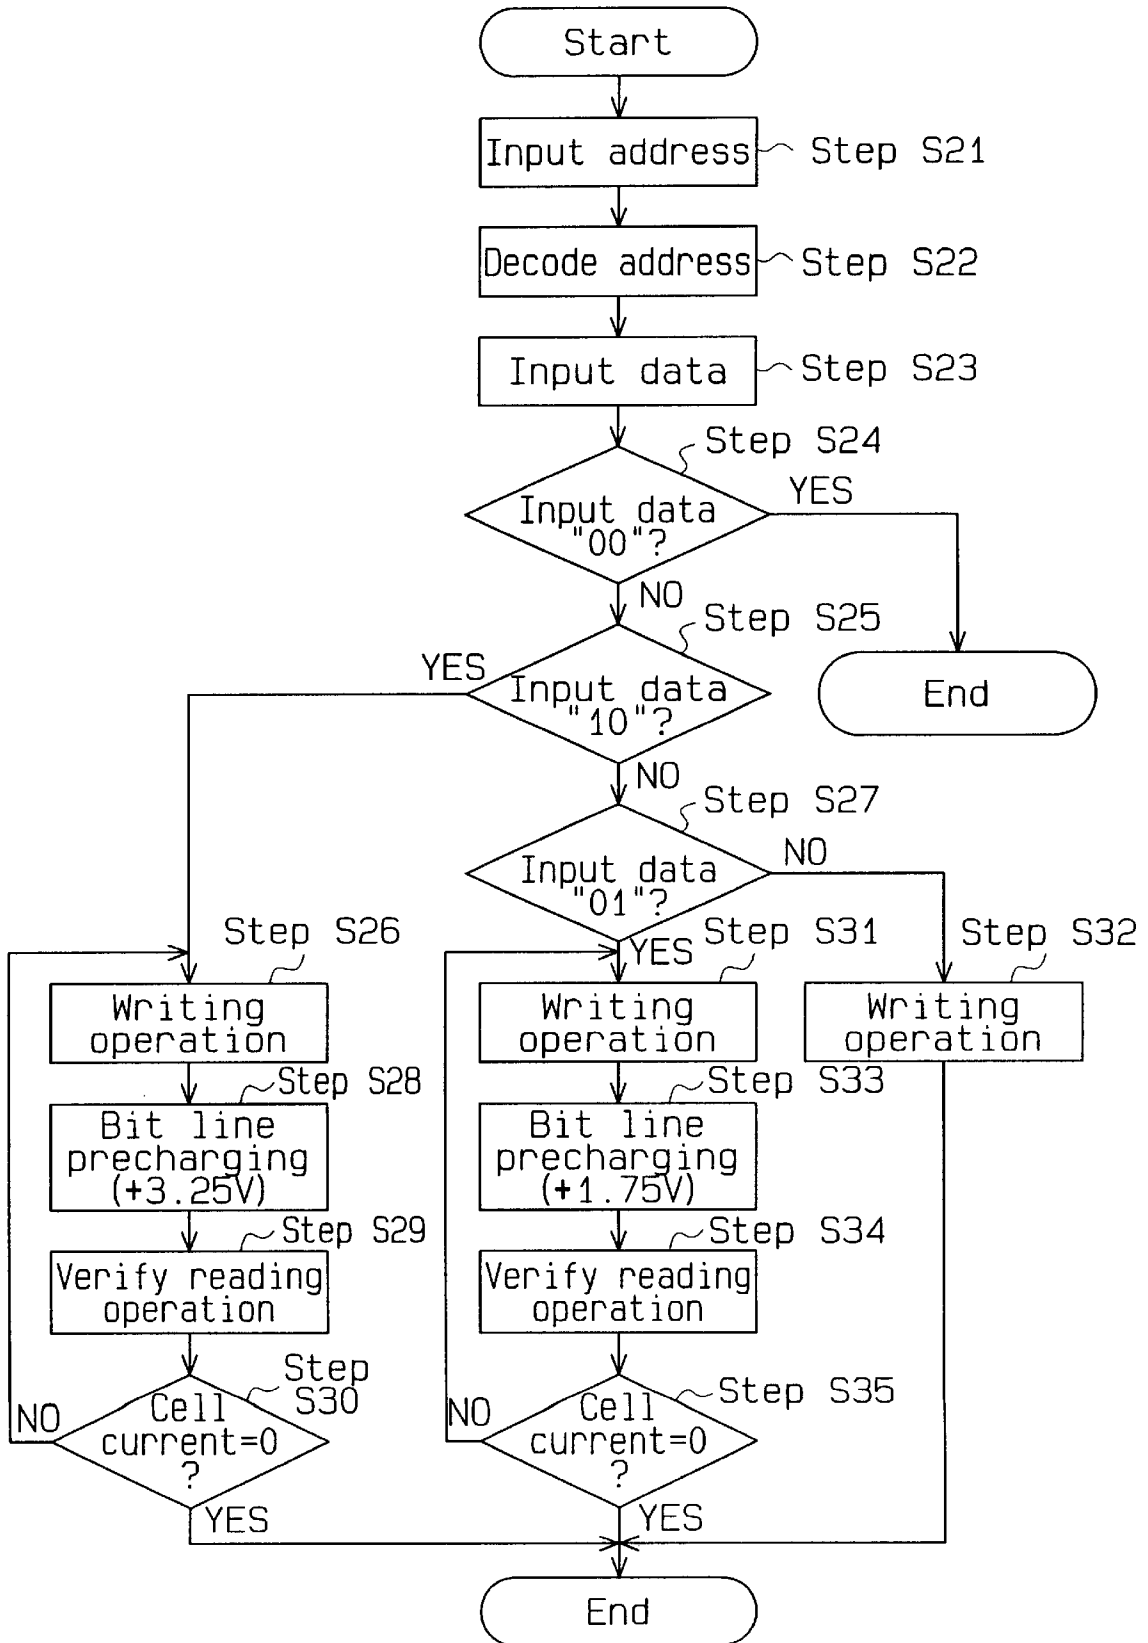 Start
Input address
Step S21
Decode address
Step S22
Input data
Step S23
Step S24
Input data
"00"?
YES
NO
Step S25
YES
Input data
"10"?
End
NO
Step S27
Input data
"01"?
NO
Step S26
YES
Step S31
Step S32
Writing
operation
Writing
operation
Writing
operation
Step S28
Step S33
Bit line
precharging
(+3.25V)
Bit line
precharging
(+1.75V)
Step S29
Step S34
Verify reading
operation
Verify reading
operation
Step
S30
Step S35
NO
Cell
current=0
?
NO
Cell
current=0
?
YES
YES
End